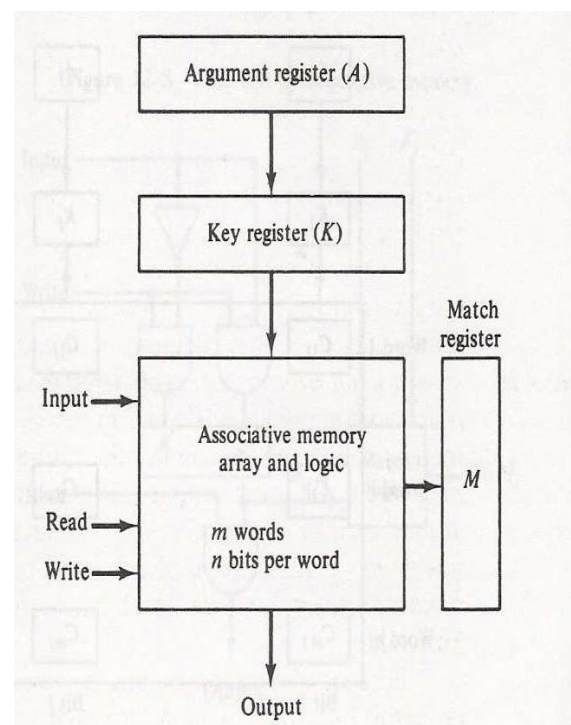 Argument register (A)
Key register (K)
Match
register
Input
Associative memory
array and logic
M
Read
m words
n bits per word
Write
Output